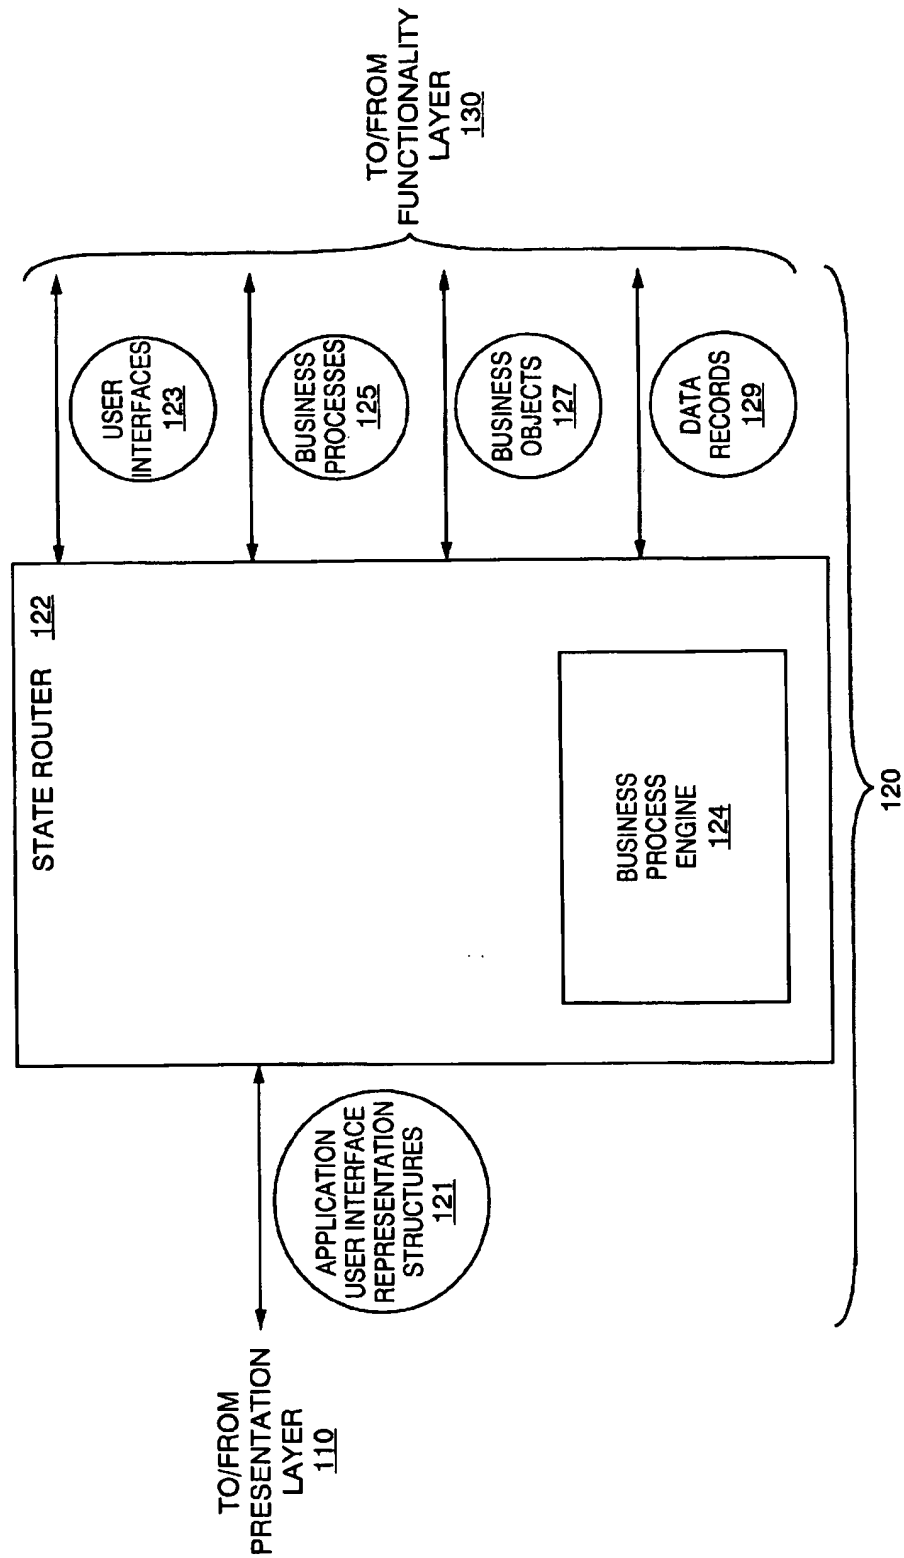 TO/FROM
PRESENTATION
LAYER
110
APPLICATION
USER INTERFACE
REPRESENTATION
STRUCTURES
121
STATE ROUTER 122
BUSINESS
PROCESS
ENGINE
124
USER
INTERFACES
123
BUSINESS
PROCESSES
125
BUSINESS
OBJECTS
127
DATA
RECORDS
129
TO/FROM
FUNCTIONALITY
LAYER
130
120